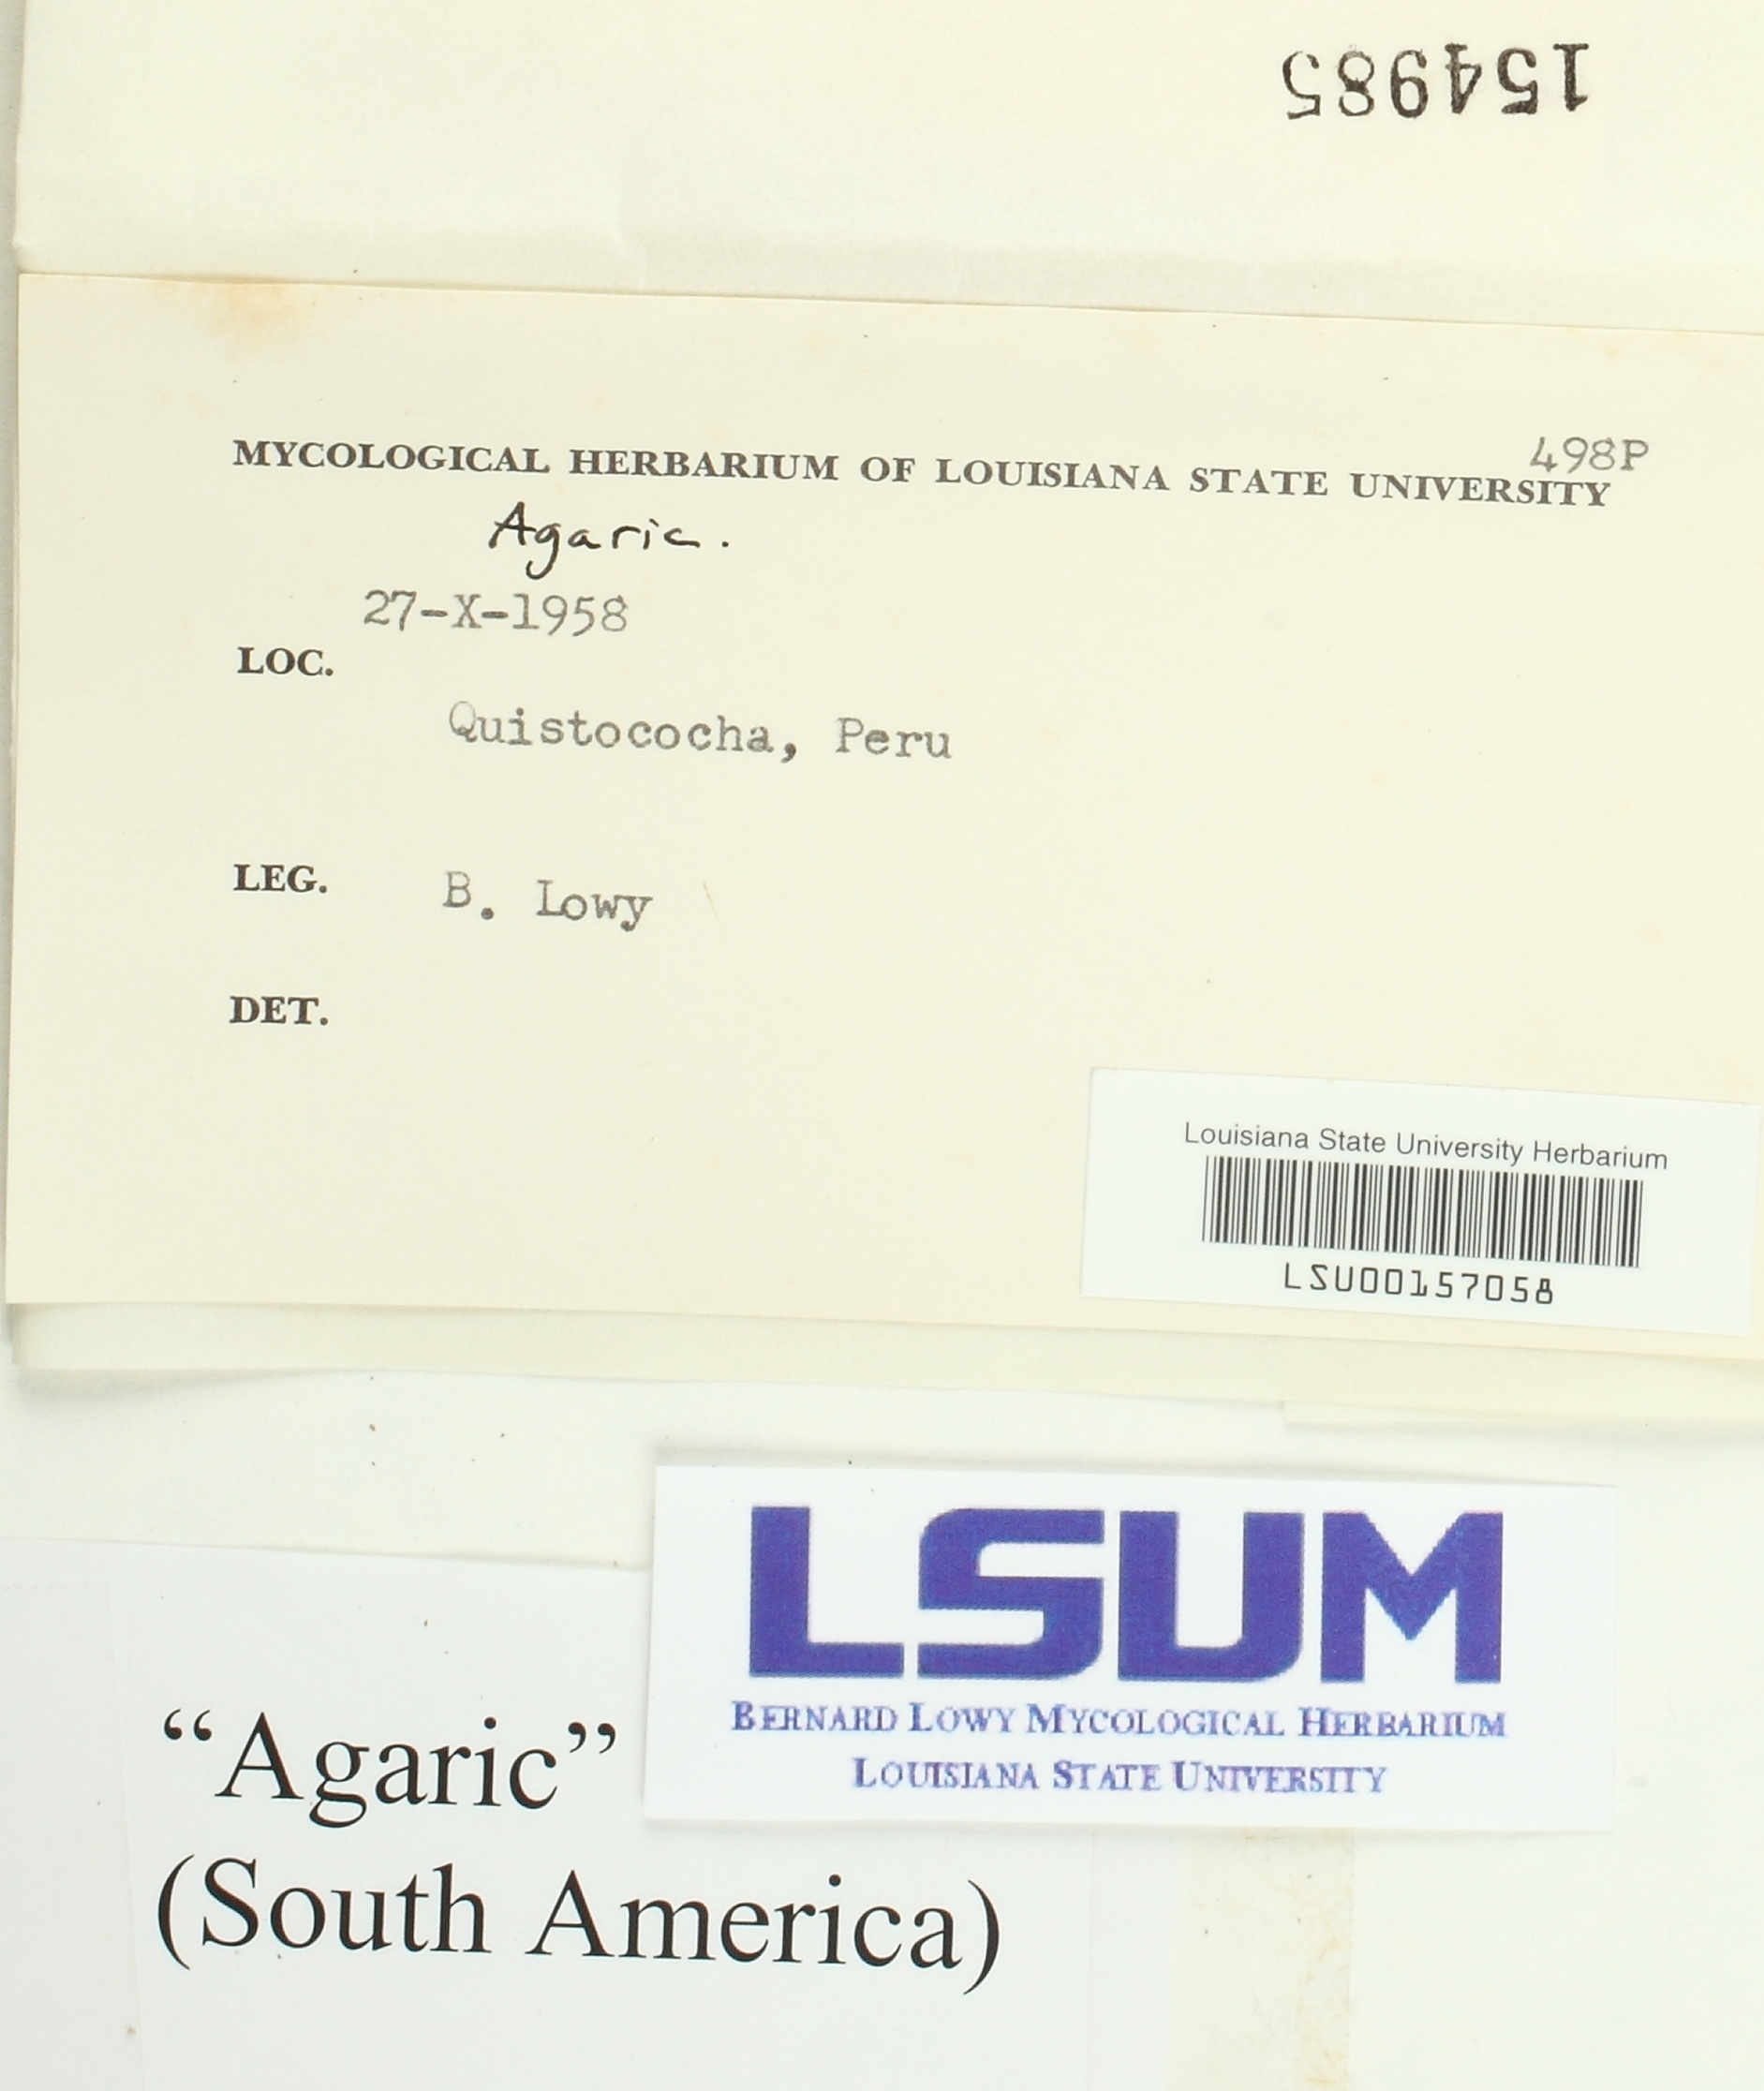 154985
498P
MYCOLOGICAL HERBARIUM OF LOUISIANA STATE UNIVERSITY
Agaric.
27-X-1958
LOC.
Quistococha, Peru
LEG. B. Lowy
DET.
Louisiana State University Herbarium
LSU00157058
LSUM
BERNARD LOWY MYCOLOGICAL HERBARIUM
LOUISIANA STATE UNIVERSITY
“Agaric”
(South America)